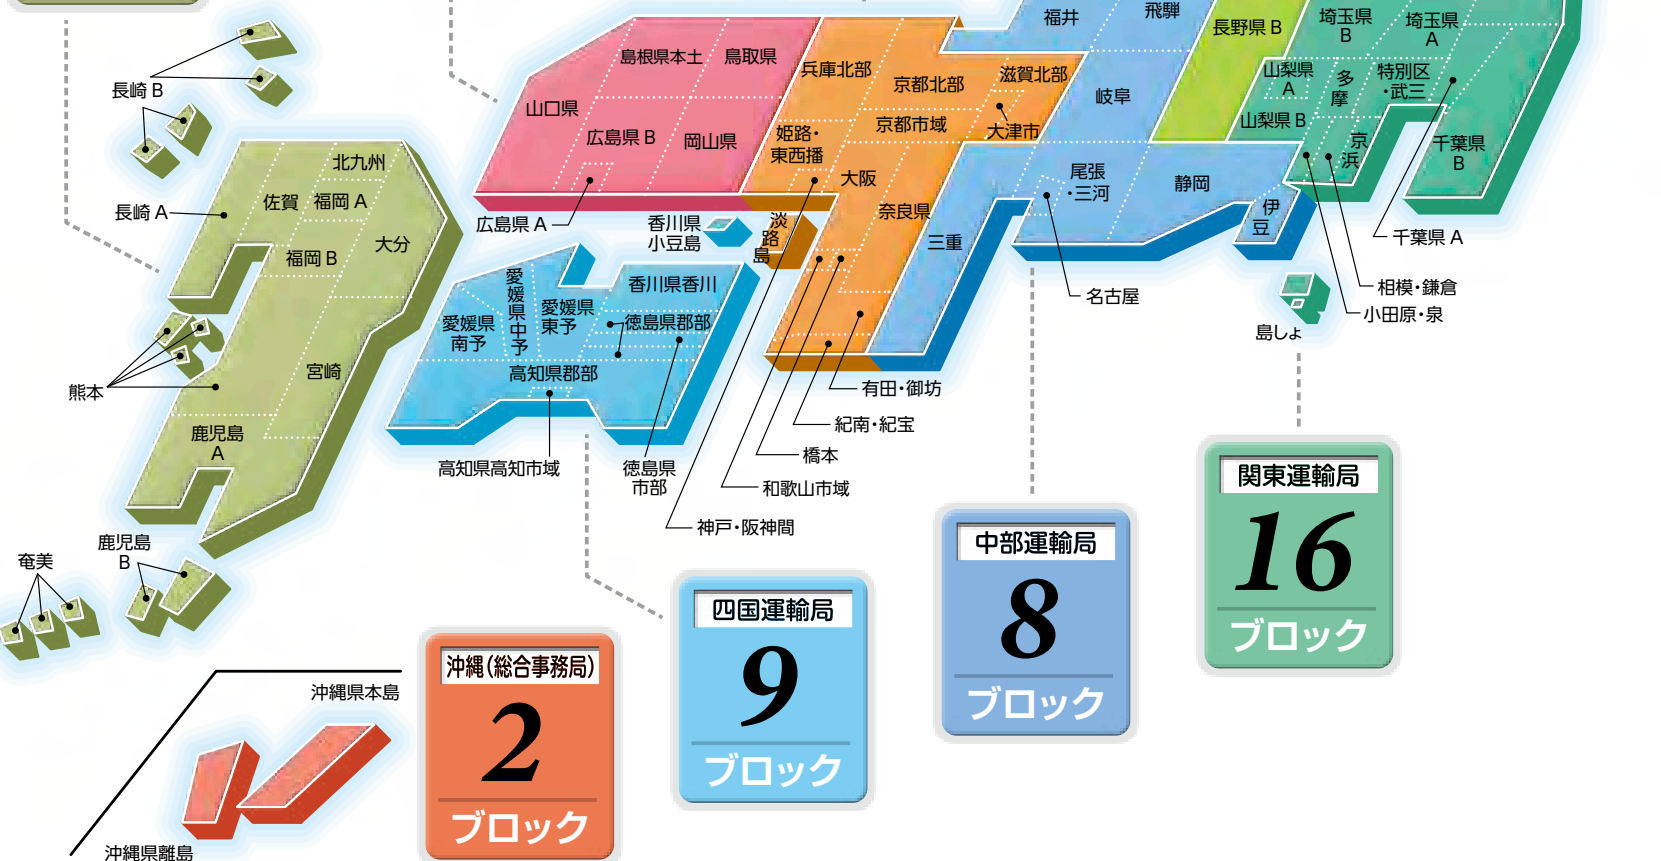 福井
飛騨
長野県 B
埼玉県
B
埼玉県
A
島根県本土
鳥取県
兵庫北部
京都北部
滋賀北部
岐阜
山梨県
A
多
摩
特別区
・武三
長崎 B
山口県
広島県 B
岡山県
姫路・
東西播
京都市域
大津市
山梨県 B
京
浜
千葉県
B
北九州
佐賀
福岡 A
長崎 A
大分
福岡 B
広島県 A
香川県
小豆島
淡
路
島
大阪
奈良県
三重
尾張
・三河
静岡
伊
豆
千葉県 A
名古屋
相模・鎌倉
小田原・泉
島しょ
愛媛県
南予
愛
媛
県
中
予
愛媛県
東予
香川県香川
徳島県郡部
高知県郡部
熊本
宮崎
鹿児島
A
有田・御坊
紀南・紀宝
橋本
和歌山市域
神戸・阪神間
高知県高知市域
徳島県
市部
鹿児島
B
奄美
関東運輸局
16
ブロック
中部運輸局
8
ブロック
四国運輸局
9
ブロック
沖縄(総合事務局)
2
ブロック
沖縄県本島
沖縄県離島